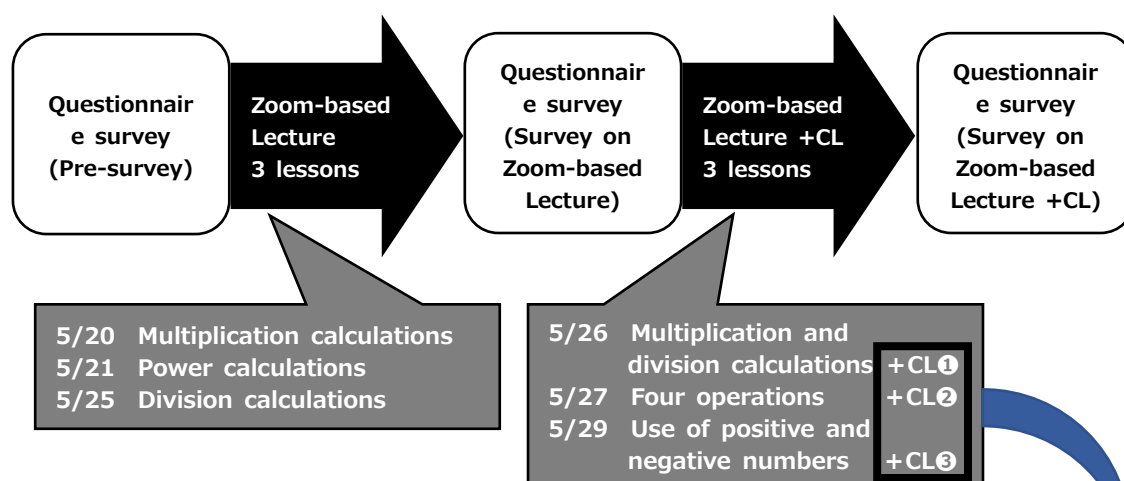 Questionnair
e survey
(Pre-survey)
Zoom-based
Lecture
3 lessons
Questionnair
e survey
(Survey on
Zoom-based
Lecture)
Zoom-based
Lecture +CL
3 lessons
Questionnair
e survey
(Survey on
Zoom-based
Lecture +CL)
5/20 Multiplication calculations
5/21 Power calculations
5/25 Division calculations
5/26 Multiplication and
division calculations +CL❶
5/27 Four operations +CL❷
5/29 Use of positive and
negative numbers +CL❸